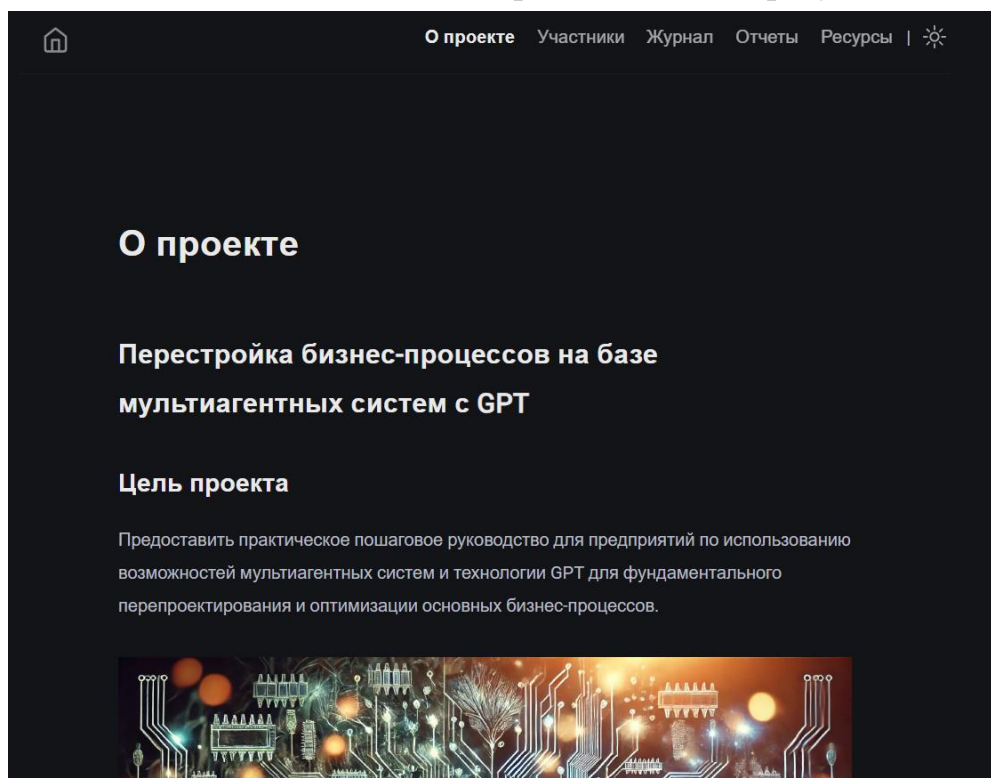 О проекте Участники Журнал Отчеты Ресурсы |
О проекте
Перестройка бизнес-процессов на базе
мультиагентных систем с GPT
Цель проекта
Предоставить практическое пошаговое руководство для предприятий по использованию
возможностей мультиагентных систем и технологии GPT для фундаментального
перепроектирования и оптимизации основных бизнес-процессов.